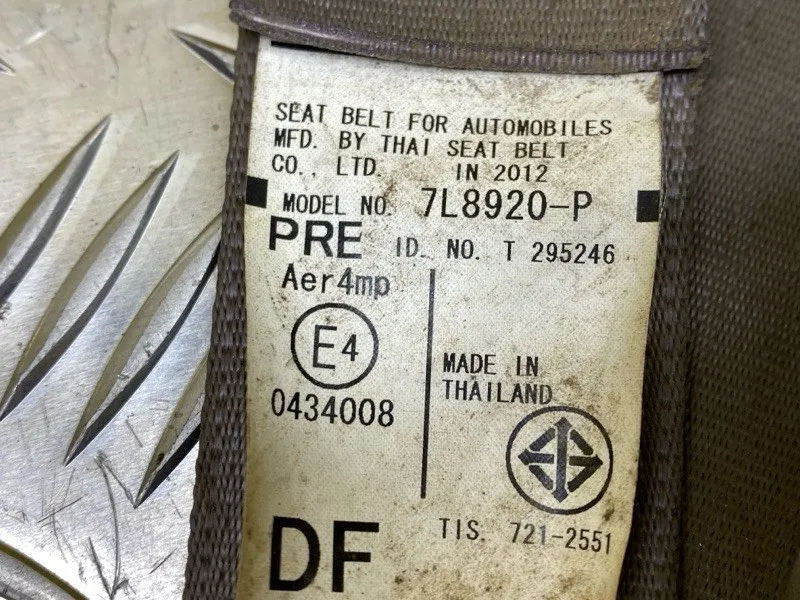 SEAT BELT FOR AUTOMOBILES
MFD. BY THAI SEAT BELT
CO., LTD. IN 2012
MODEL NO. 7L8920-P
PRE ID. NO. T 295246
Aer4mp
E4
0434008
MADE IN
THAILAND
TIS. 721-2551
DF